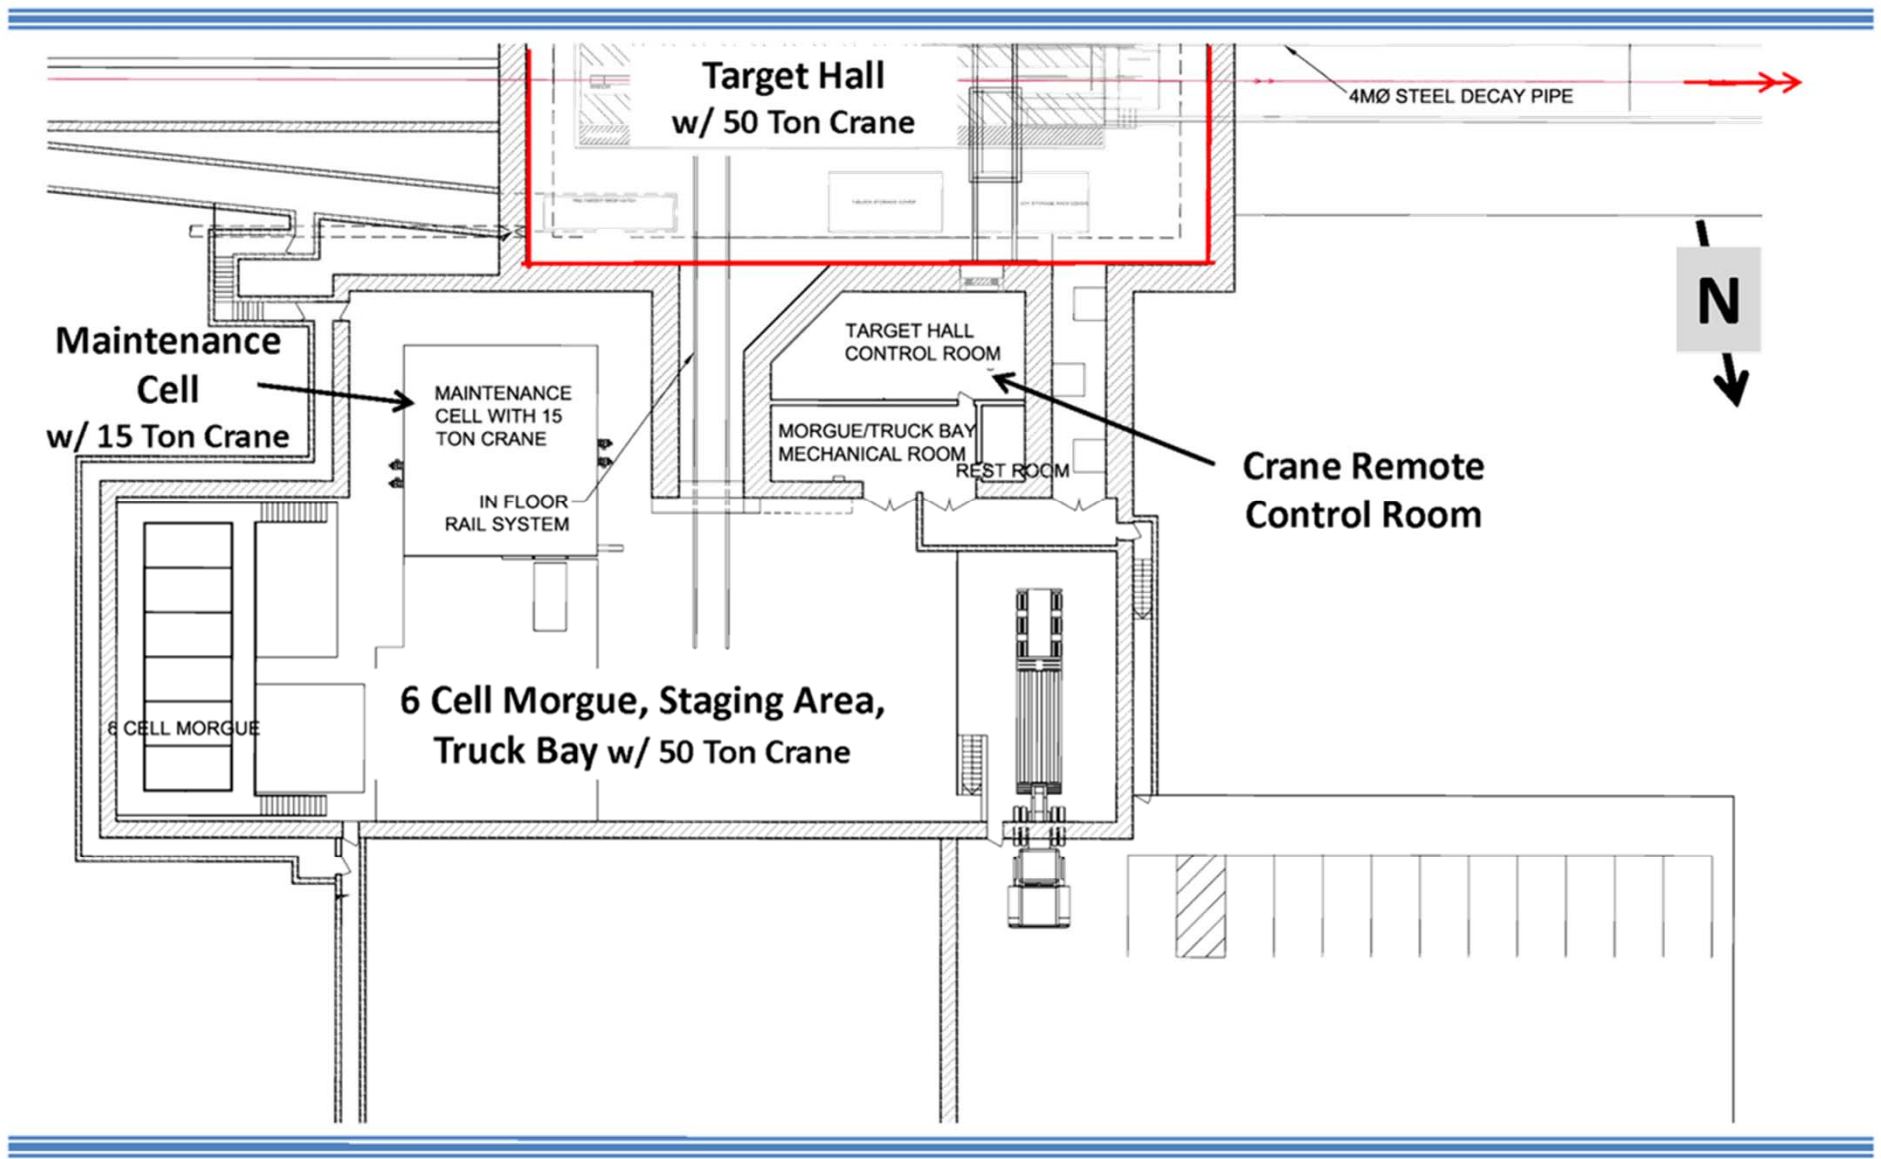 Target Hall
w/ 50 Ton Crane
4MØ STEEL DECAY PIPE
N
Maintenance
Cell
w/ 15 Ton Crane
MAINTENANCE
CELL WITH 15
TON CRANE
IN FLOOR
RAIL SYSTEM
TARGET HALL
CONTROL ROOM
MORGUE/TRUCK BAY
MECHANICAL ROOM
REST ROOM
Crane Remote
Control Room
6 CELL MORGUE
6 Cell Morgue, Staging Area,
Truck Bay w/ 50 Ton Crane